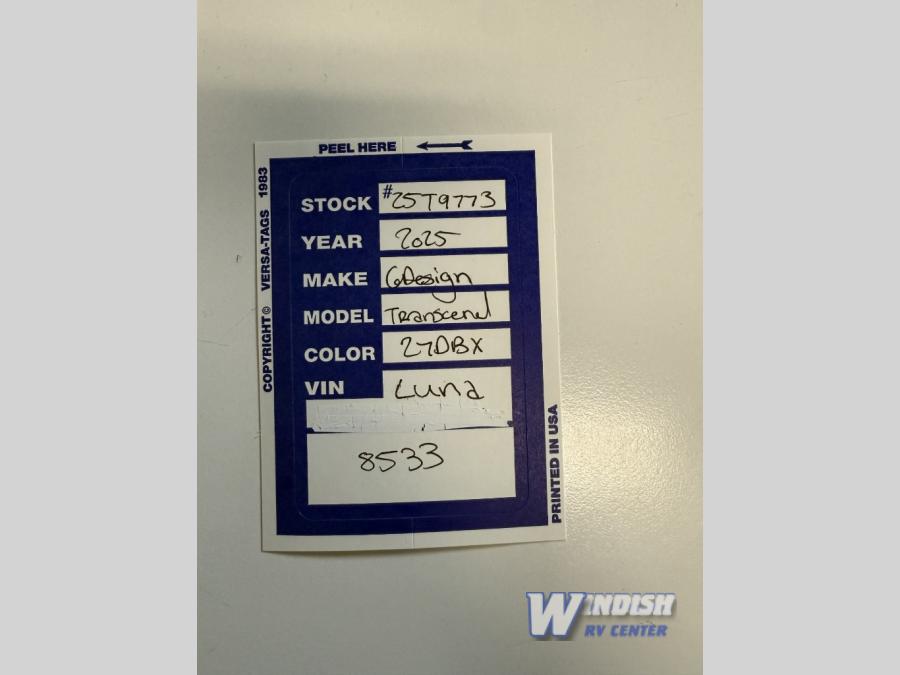 PEEL HERE
COPYRIGHT © VERSA-TAGS 1983
STOCK #25T9773
YEAR 2025
MAKE GDesign
MODEL Transcend
COLOR 27DBX
VIN Luna
8533
PRINTED IN USA
WINDISH
RV CENTER